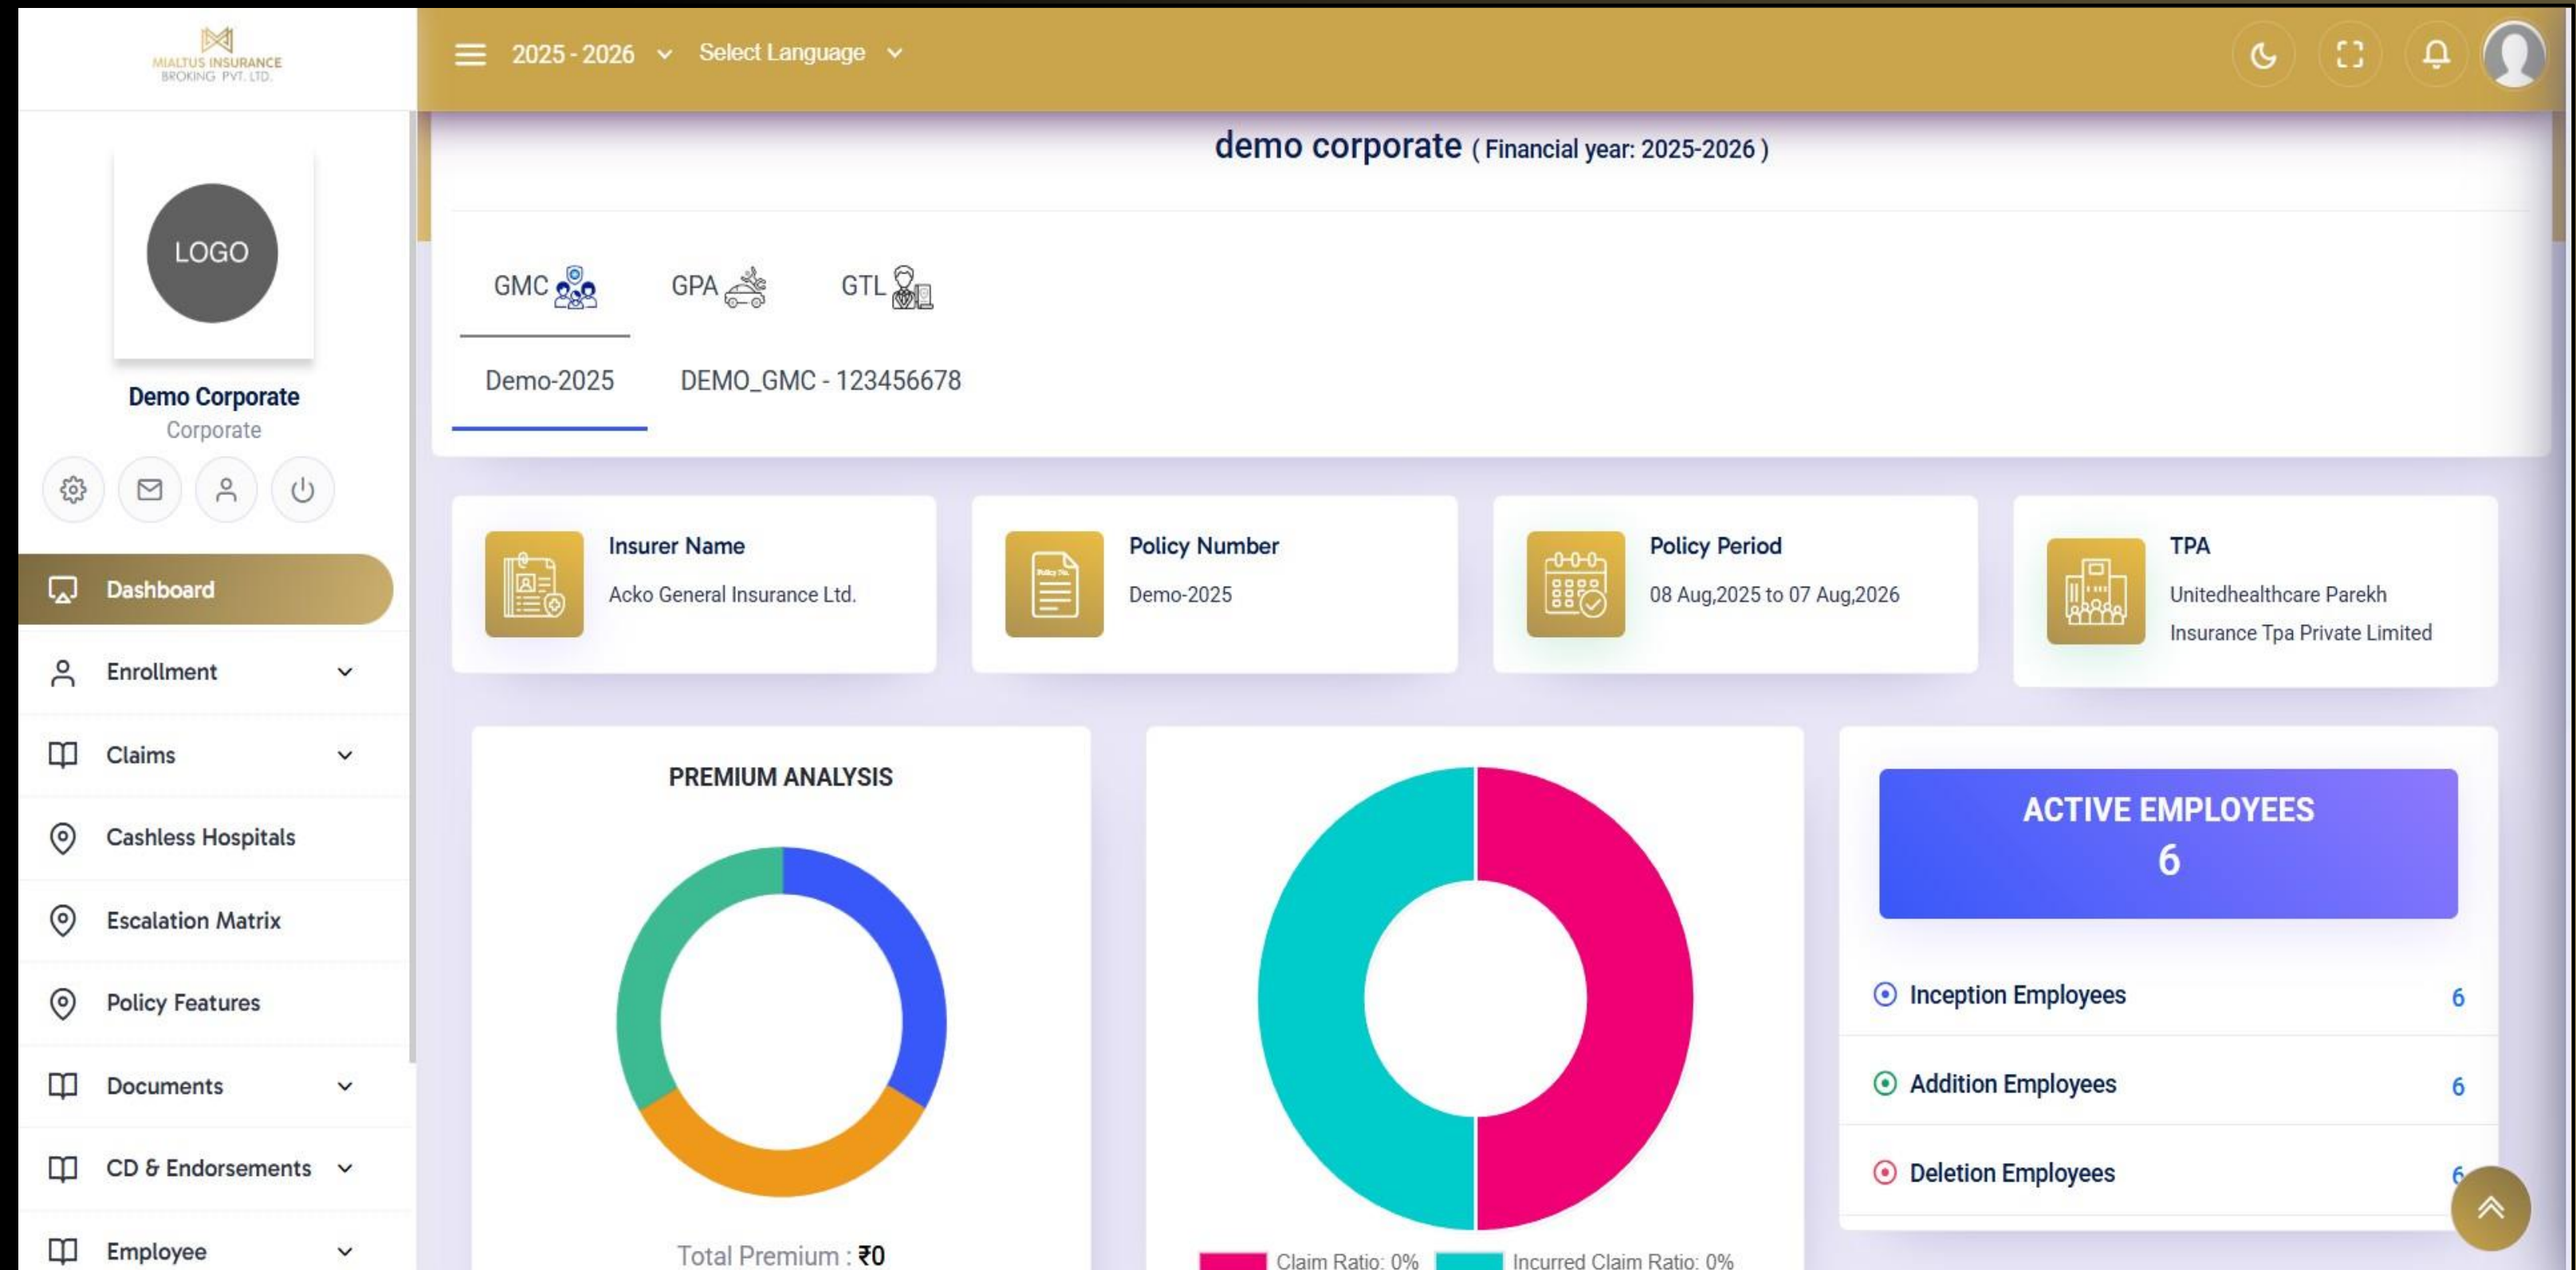 MIALTUS INSURANCE
BROKING PVT. LTD.
2025 - 2026
Select Language
LOGO
Demo Corporate
Corporate
Dashboard
Enrollment
Claims
Cashless Hospitals
Escalation Matrix
Policy Features
Documents
CD & Endorsements
Employee
demo corporate ( Financial year: 2025-2026 )
GMC
GPA
GTL
Demo-2025
DEMO_GMC - 123456678
Insurer Name
Acko General Insurance Ltd.
Policy No.
Policy Number
Demo-2025
Policy Period
08 Aug,2025 to 07 Aug,2026
TPA
Unitedhealthcare Parekh
Insurance Tpa Private Limited
PREMIUM ANALYSIS
Total Premium : ₹0
Claim Ratio: 0%
Incurred Claim Ratio: 0%
ACTIVE EMPLOYEES
6
Inception Employees 6
Addition Employees 6
Deletion Employees 6